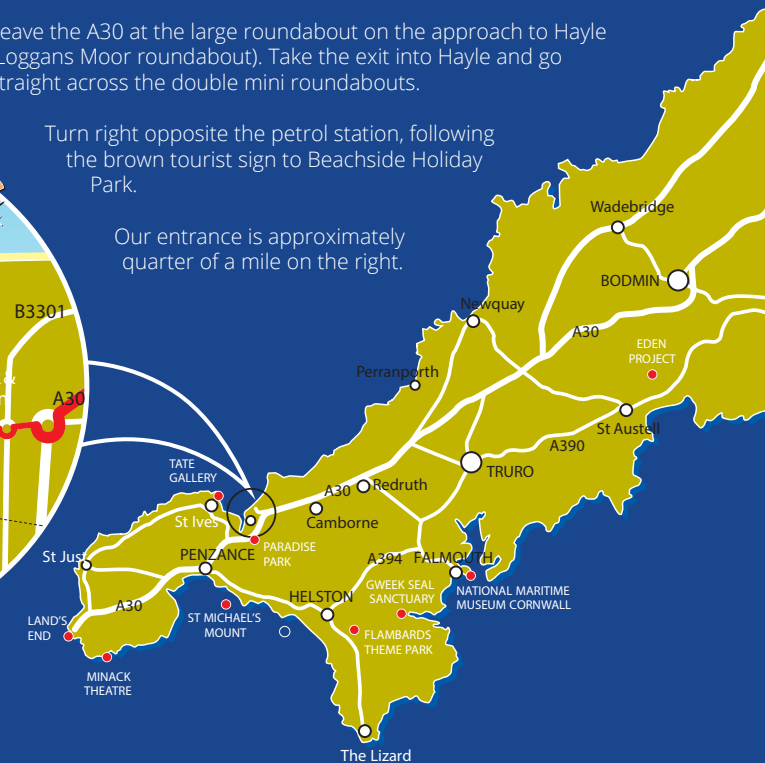 eave the A30 at the large roundabout on the approach to Hayle
Loggans Moor roundabout). Take the exit into Hayle and go
traight across the double mini roundabouts.
Turn right opposite the petrol station, following
the brown tourist sign to Beachside Holiday
Park.
Our entrance is approximately
quarter of a mile on the right.
Wadebridge
BODMIN
Newquay
A30
EDEN
PROJECT
Perranporth
St Austell
A390
TRURO
B3301
&
A30
TATE
GALLERY
St Ives
A30
Redruth
Camborne
PARADISE
PARK
St Just
PENZANCE
A394
FALMOUTH
GWEEK SEAL
SANCTUARY
NATIONAL MARITIME
MUSEUM CORNWALL
HELSTON
A30
LAND'S
END
ST MICHAEL'S
MOUNT
FLAMBARDS
THEME PARK
MINACK
THEATRE
The Lizard